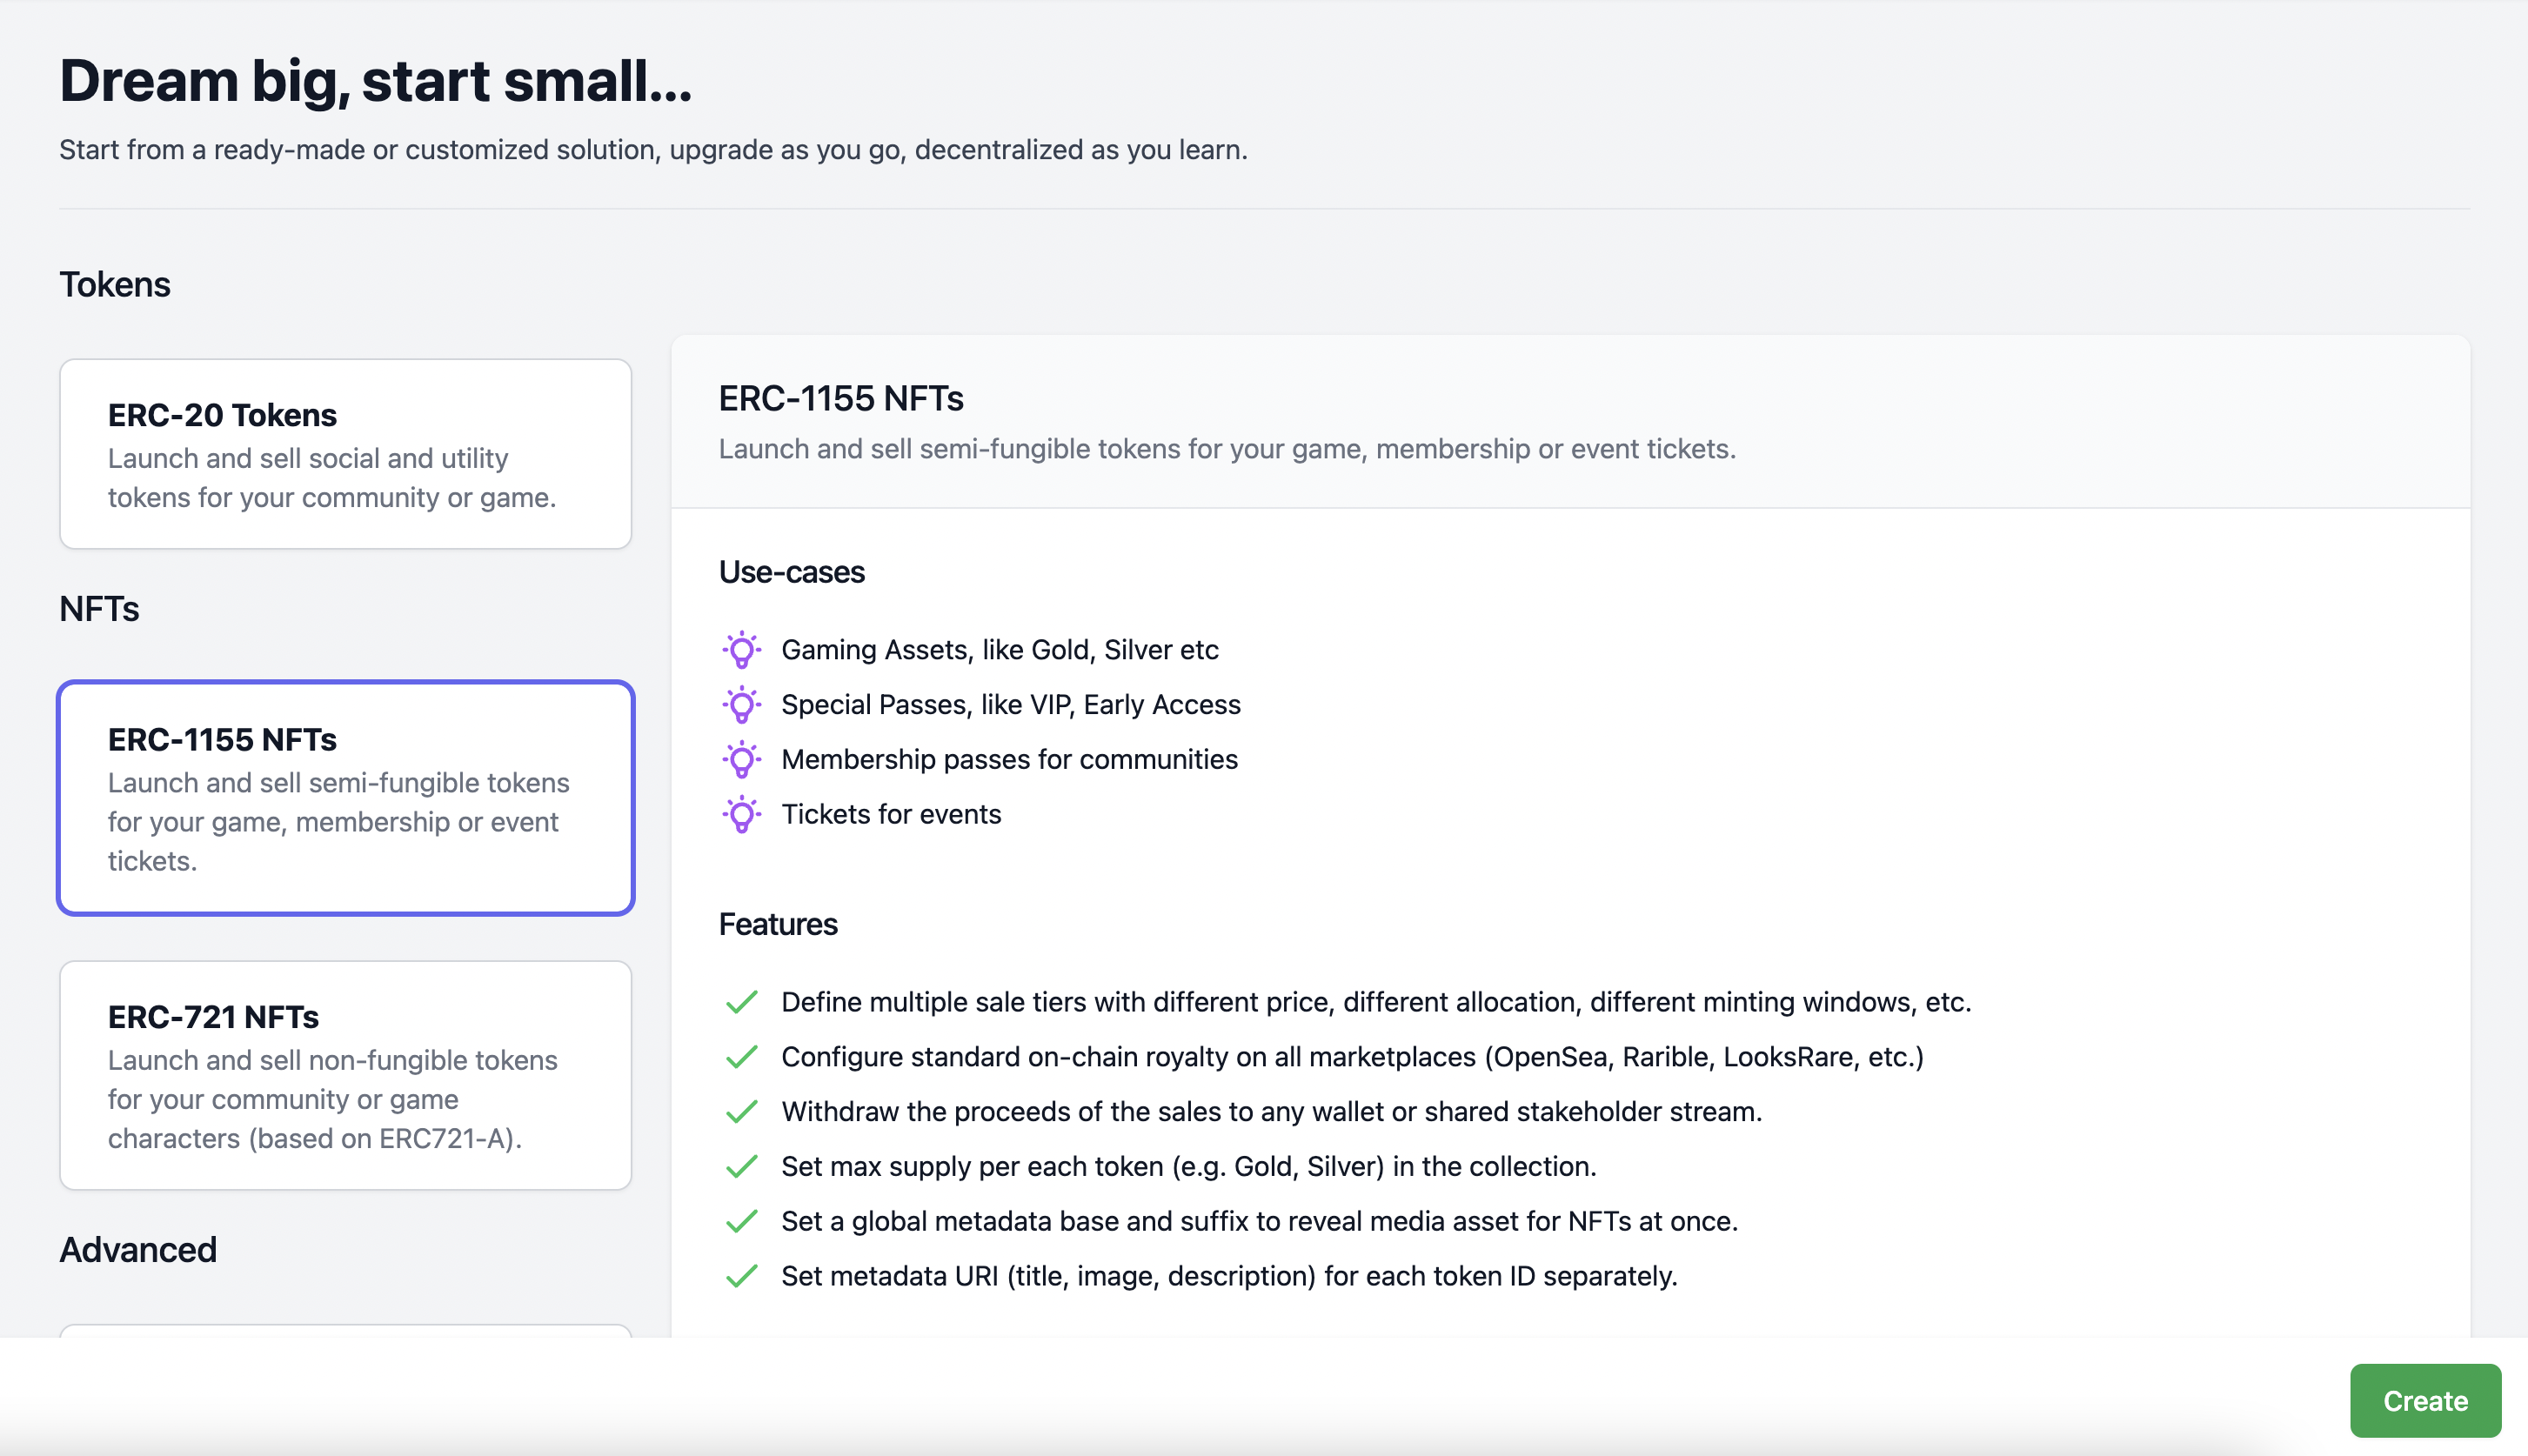 Dream big, start small...
Start from a ready-made or customized solution, upgrade as you go, decentralized as you learn.
Tokens
ERC-20 Tokens
Launch and sell social and utility
tokens for your community or game.
NFTs
ERC-1155 NFTs
Launch and sell semi-fungible tokens
for your game, membership or event
tickets.
ERC-721 NFTs
Launch and sell non-fungible tokens
for your community or game
characters (based on ERC721-A).
Advanced
ERC-1155 NFTs
Launch and sell semi-fungible tokens for your game, membership or event tickets.
Use-cases
Gaming Assets, like Gold, Silver etc
Special Passes, like VIP, Early Access
Membership passes for communities
Tickets for events
Features
Define multiple sale tiers with different price, different allocation, different minting windows, etc.
Configure standard on-chain royalty on all marketplaces (OpenSea, Rarible, LooksRare, etc.)
Withdraw the proceeds of the sales to any wallet or shared stakeholder stream.
Set max supply per each token (e.g. Gold, Silver) in the collection.
Set a global metadata base and suffix to reveal media asset for NFTs at once.
Set metadata URI (title, image, description) for each token ID separately.
Create